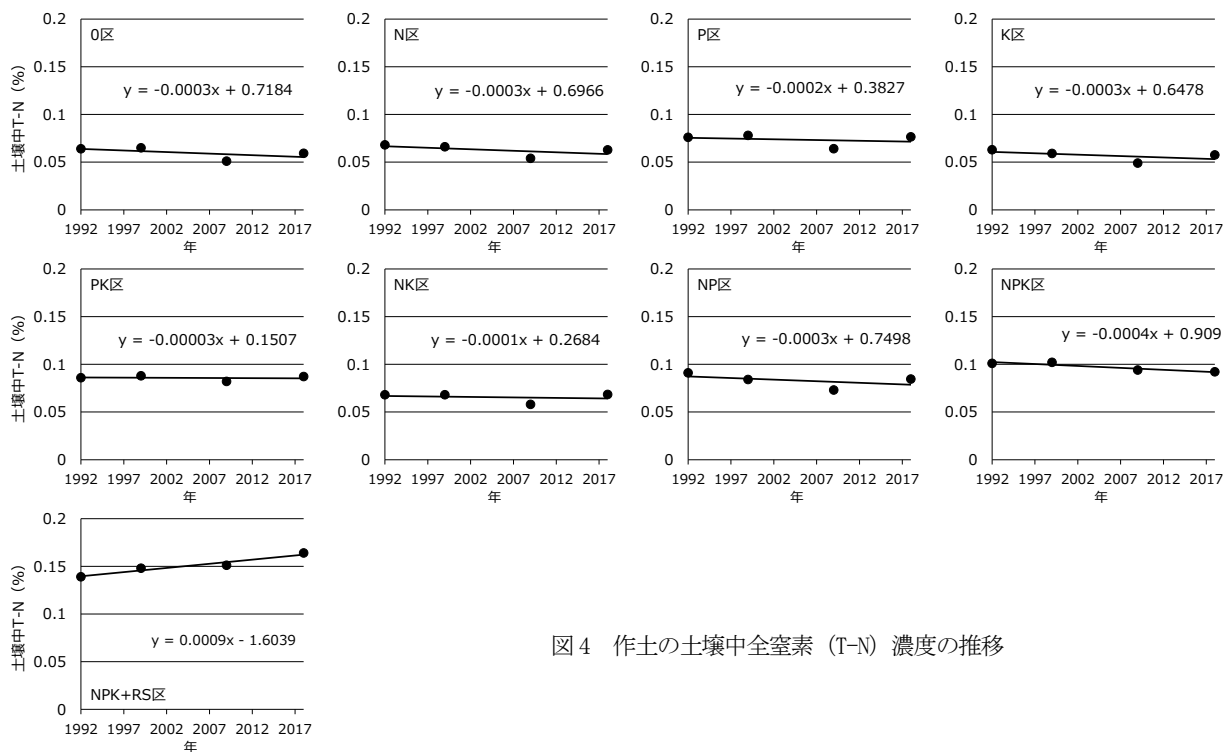 0.2
0区
0.15
y = -0.0003x + 0.7184
0.1
0.05
0
土壌中T-N (%)
1992 1997 2002 2007 2012 2017
年
0.2
N区
0.15
y = -0.0003x + 0.6966
0.1
0.05
0
1992 1997 2002 2007 2012 2017
年
0.2
P区
0.15
y = -0.0002x + 0.3827
0.1
0.05
0
1992 1997 2002 2007 2012 2017
年
0.2
K区
0.15
y = -0.0003x + 0.6478
0.1
0.05
0
1992 1997 2002 2007 2012 2017
年
0.2
PK区
0.15
y = -0.00003x + 0.1507
0.1
0.05
0
土壌中T-N (%)
1992 1997 2002 2007 2012 2017
年
0.2
NK区
0.15
y = -0.0001x + 0.2684
0.1
0.05
0
1992 1997 2002 2007 2012 2017
年
0.2
NP区
0.15
y = -0.0003x + 0.7498
0.1
0.05
0
1992 1997 2002 2007 2012 2017
年
0.2
NPK区
0.15
y = -0.0004x + 0.909
0.1
0.05
0
1992 1997 2002 2007 2012 2017
年
0.2
0.15
0.1
y = 0.0009x - 1.6039
0.05
NPK+RS区
0
土壌中T-N (%)
1992 1997 2002 2007 2012 2017
年
図4 作土の土壌中全窒素 (T-N) 濃度の推移